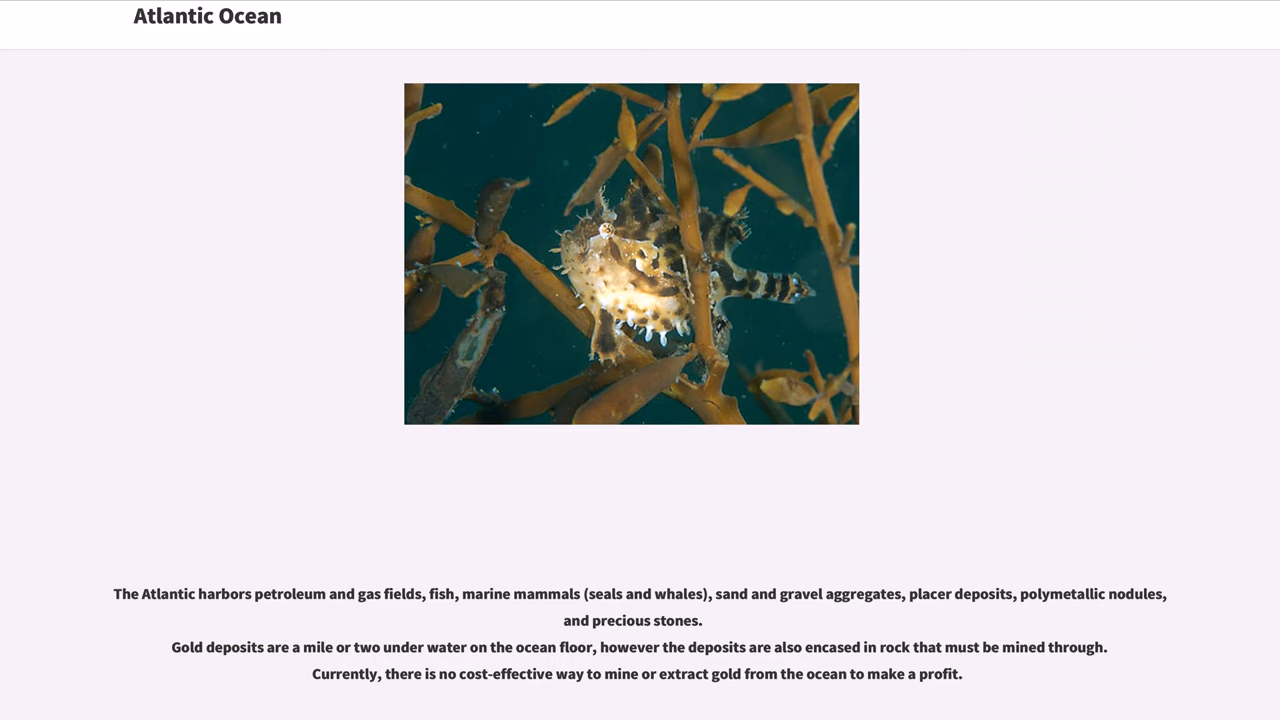 Atlantic Ocean
The Atlantic harbors petroleum and gas fields, fish, marine mammals (seals and whales), sand and gravel aggregates, placer deposits, polymetallic nodules,
and precious stones.
Gold deposits are a mile or two under water on the ocean floor, however the deposits are also encased in rock that must be mined through.
Currently, there is no cost-effective way to mine or extract gold from the ocean to make a profit.